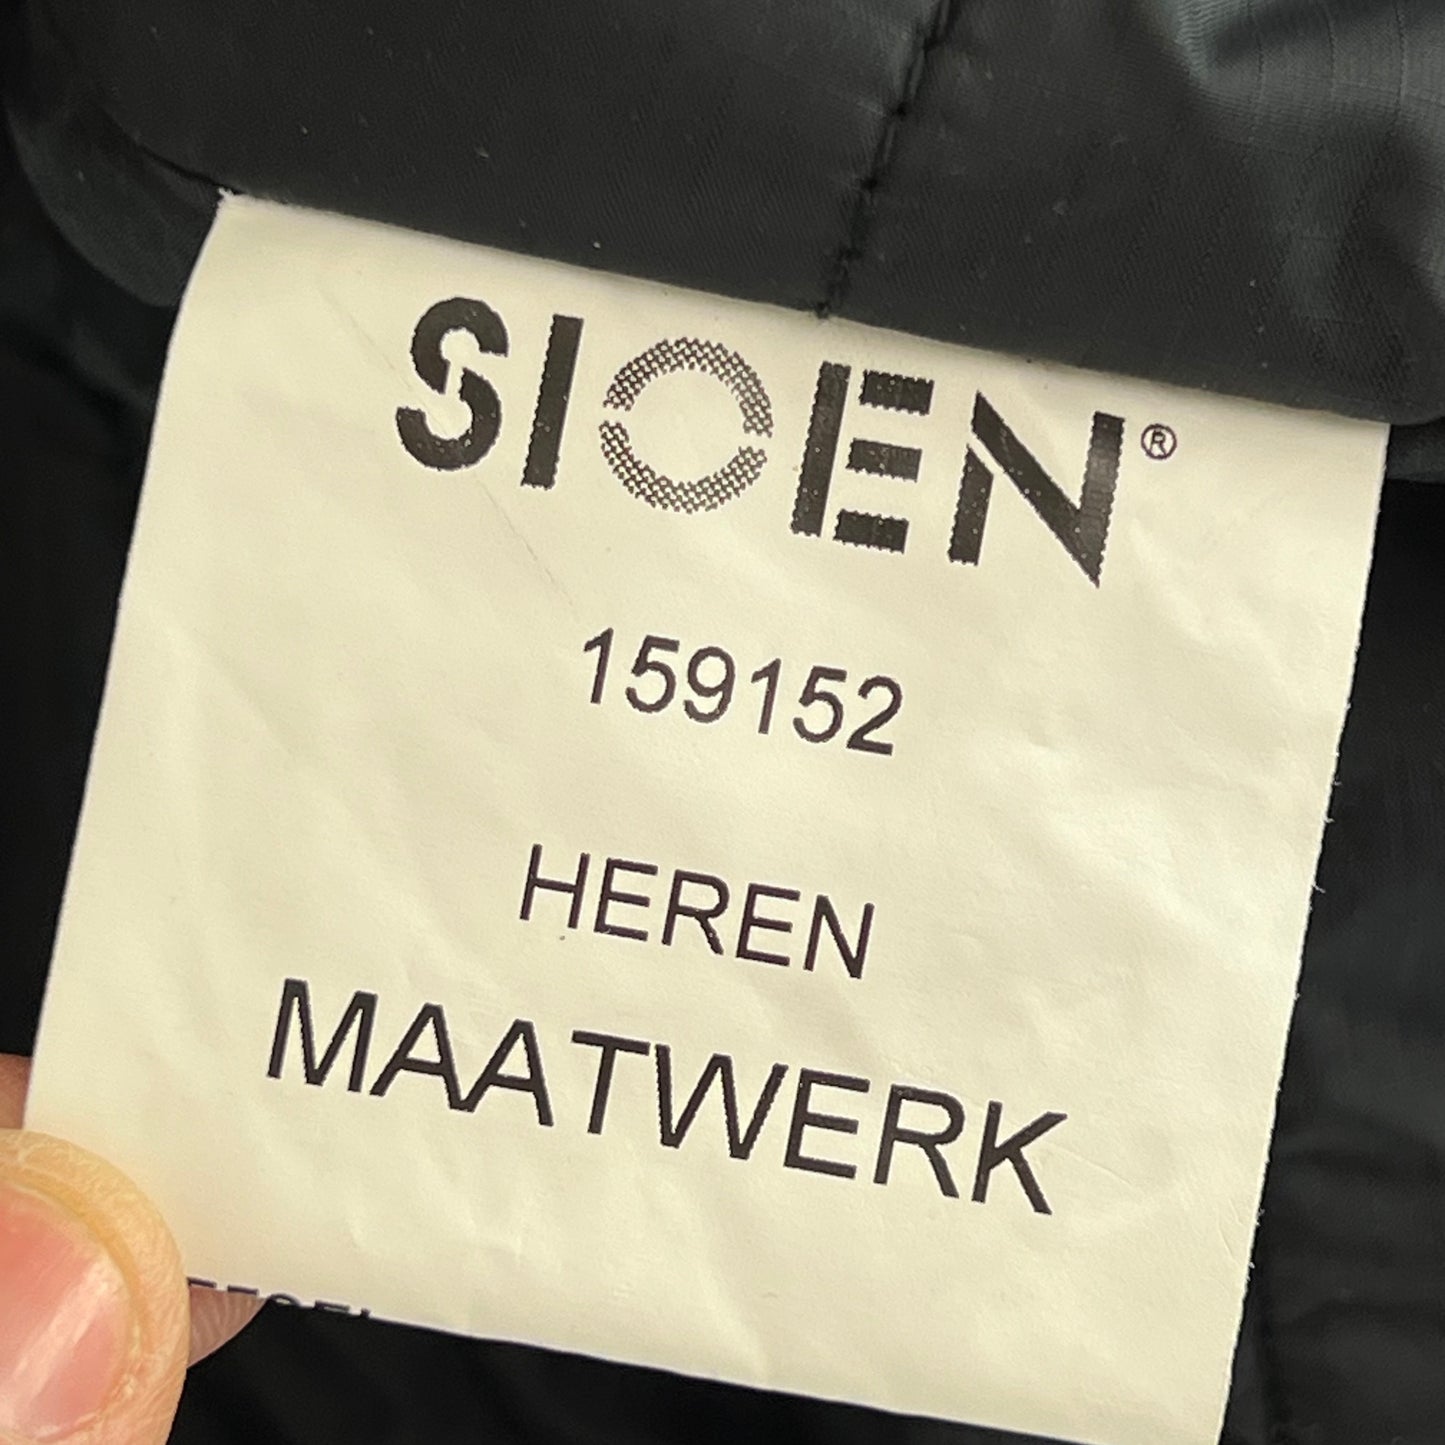 SIOEN®
159152
HEREN
MAATWERK